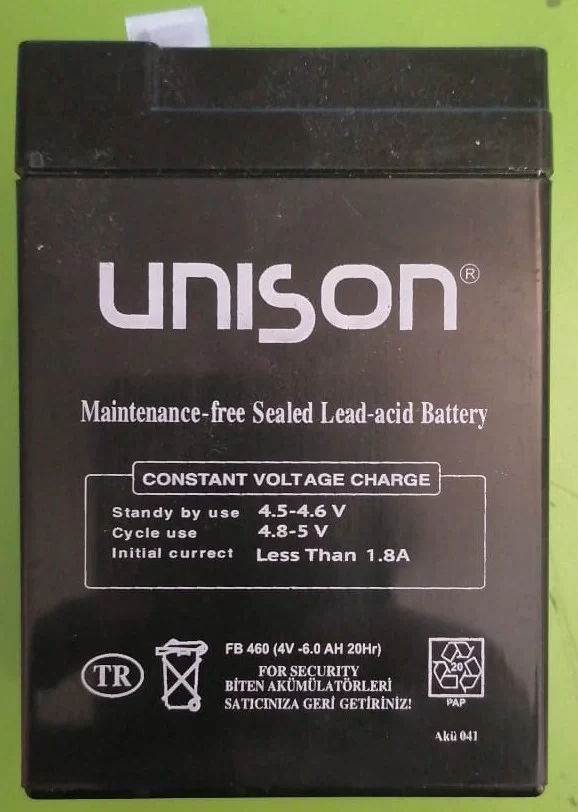 unison®
Maintenance-free Sealed Lead-acid Battery
CONSTANT VOLTAGE CHARGE
Standy by use 4.5-4.6 V
Cycle use 4.8-5 V
Initial currect Less Than 1.8A
FB 460 (4V -6.0 AH 20Hr)
FOR SECURITY
BİTEN AKÜMÜLATÖRLERİ
SATICINIZA GERİ GETİRİNİZ!
TR
20
PAP
Akü 041